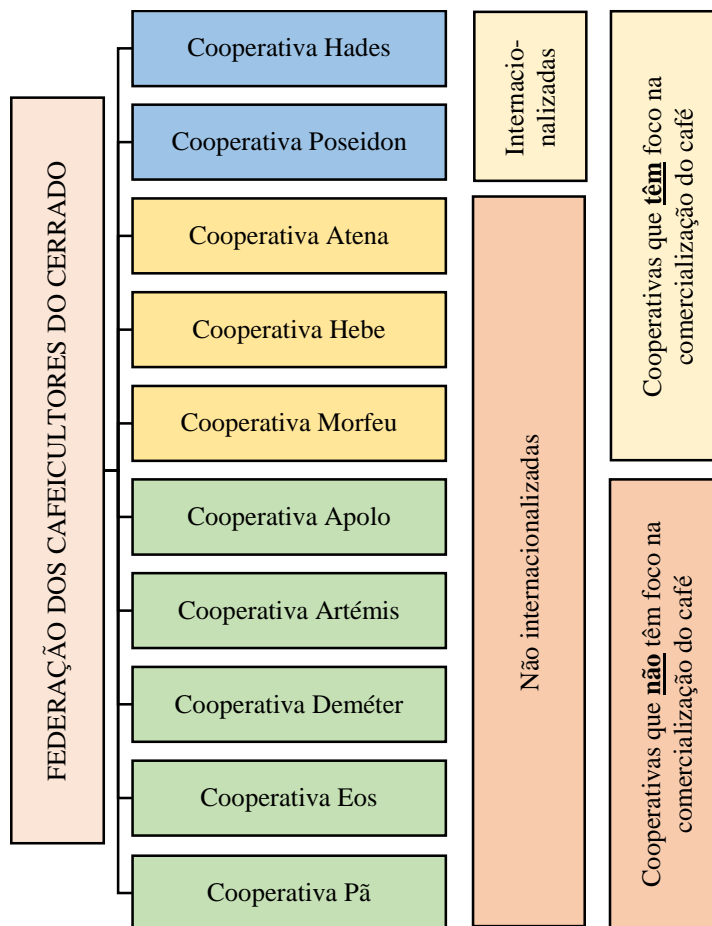 FEDERAÇÃO DOS CAFEICULTORES DO CERRADO
Cooperativa Hades
Cooperativa Poseidon
Cooperativa Atena
Cooperativa Hebe
Cooperativa Morfeu
Cooperativa Apolo
Cooperativa Artémis
Cooperativa Deméter
Cooperativa Eos
Cooperativa Pã
Internacio-
nalizadas
Não internacionalizadas
Cooperativas que têm foco na
comercialização do café
Cooperativas que não têm foco na
comercialização do café